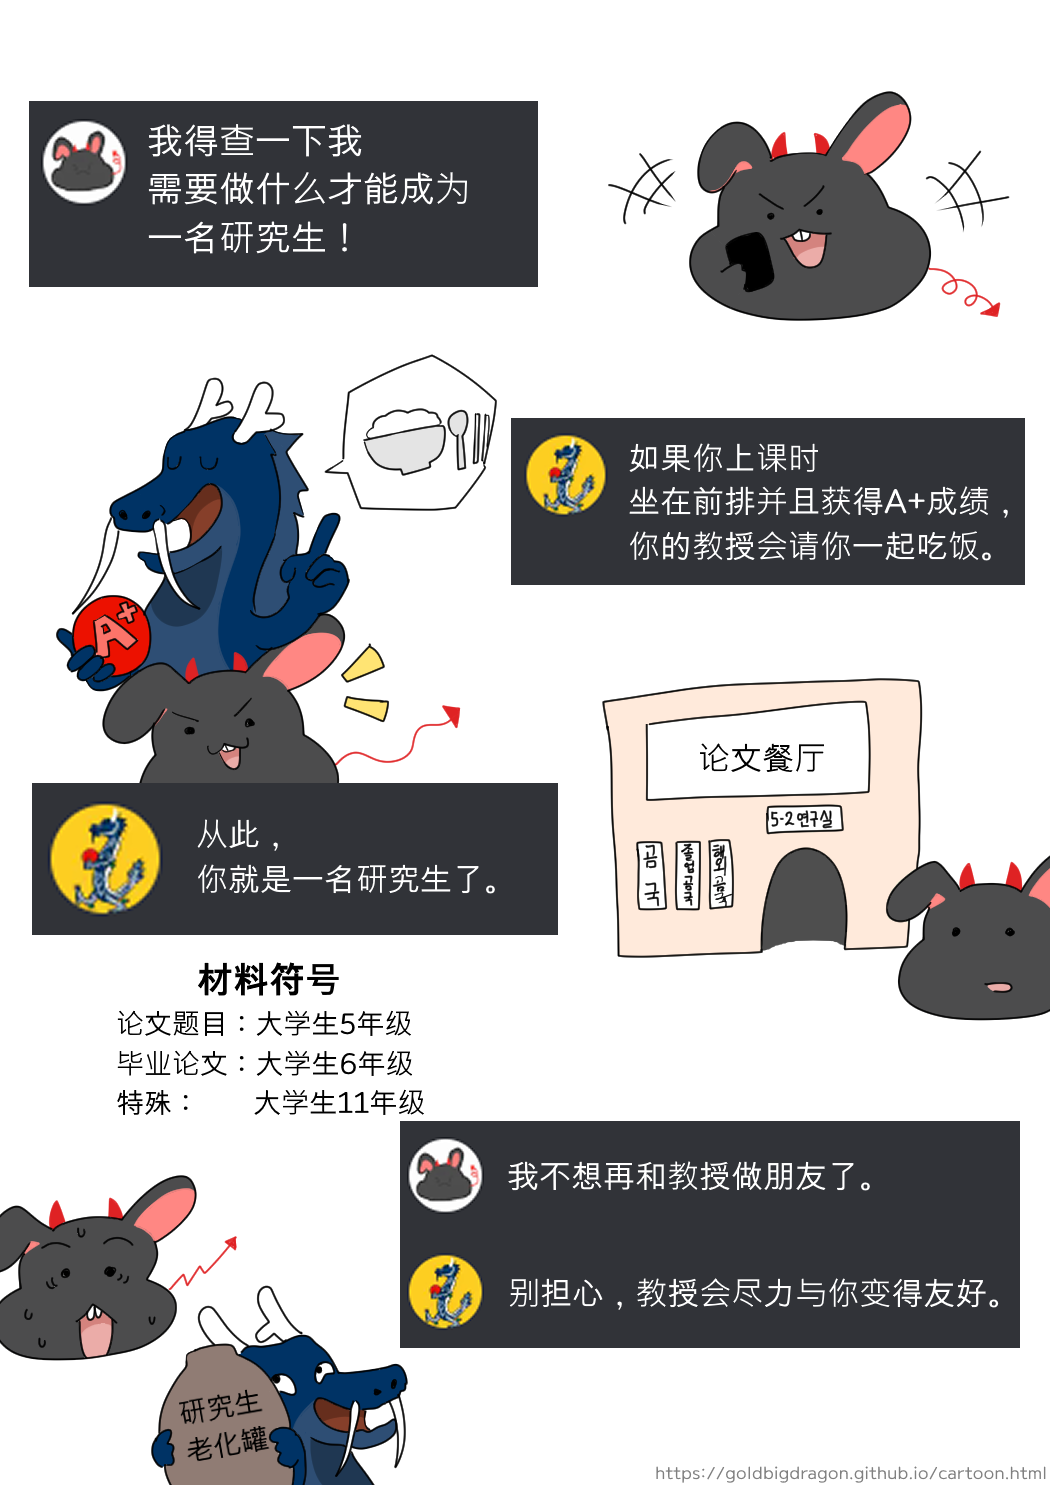 我得查一下我
需要做什么才能成为
一名研究生！
如果你上课时
坐在前排并且获得A+成绩，
你的教授会请你一起吃饭。
A+
从此，
你就是一名研究生了。
论文餐厅
5-2 연구실
곰국
졸업곰국
해외곰국
材料符号
论文题目：大学生5年级
毕业论文：大学生6年级
特殊： 大学生11年级
我不想再和教授做朋友了。
别担心，教授会尽力与你变得友好。
研究生
老化罐
https://goldbigdragon.github.io/cartoon.html